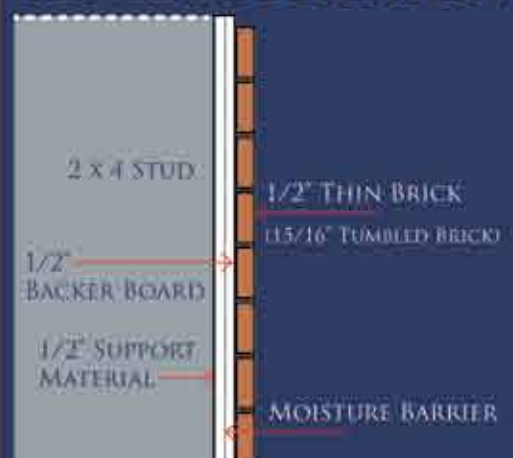 2 X 4 STUD
1/2" THIN BRICK
(15/16" TUMBLED BRICK)
1/2"
BACKER BOARD
1/2" SUPPORT
MATERIAL
MOISTURE BARRIER